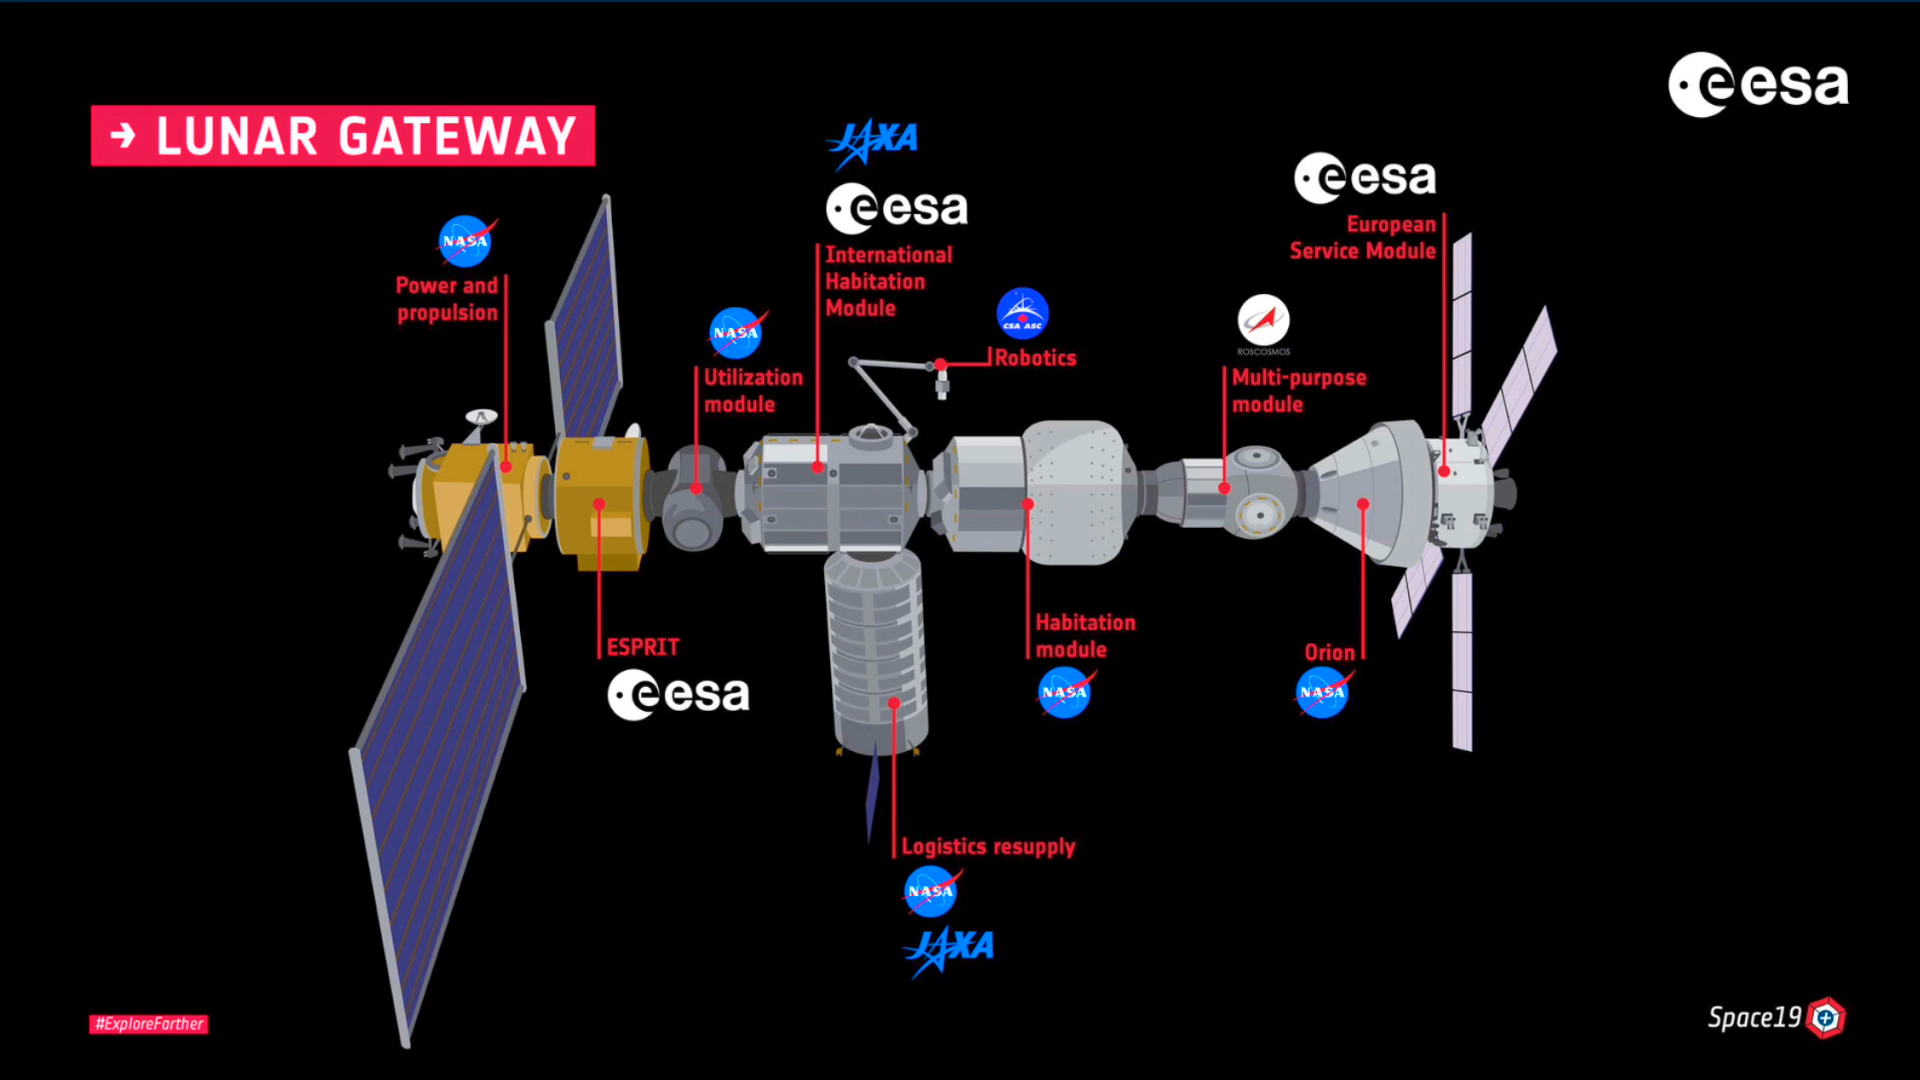 esa
→ LUNAR GATEWAY
JAXA
esa
International
Habitation
Module
esa
European
Service Module
NASA
Power and
propulsion
NASA
Utilization
module
CSA ASC
Robotics
ROSCOSMOS
Multi-purpose
module
ESPRIT
esa
Habitation
module
NASA
Orion
NASA
Logistics resupply
NASA
JAXA
#ExploreFarther
Space19